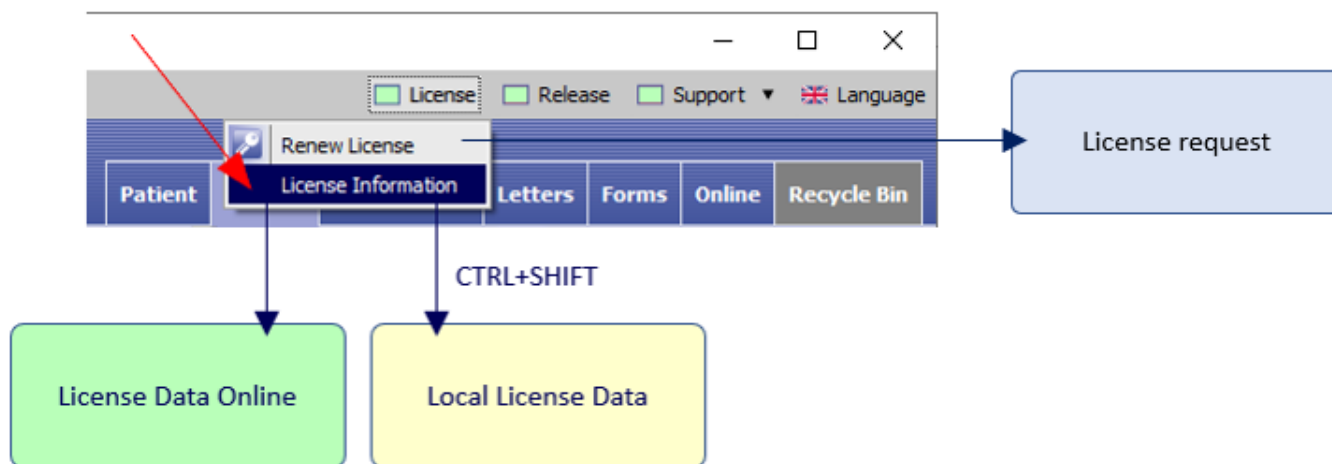 License Release Support Language
Renew License
License request
License Information
Patient Letters Forms Online Recycle Bin
CTRL+SHIFT
License Data Online
Local License Data